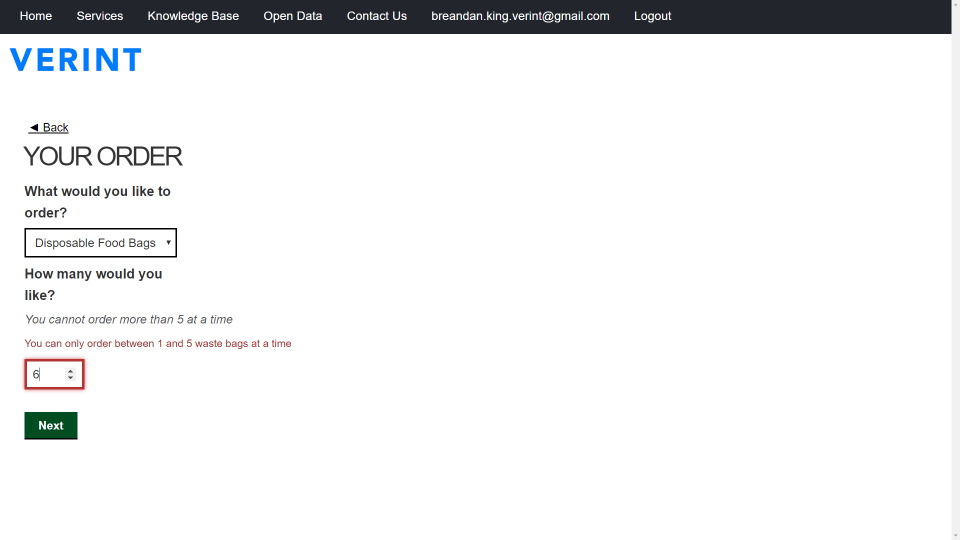 Home Services Knowledge Base Open Data Contact Us breandan.king.verint@gmail.com Logout
VERINT
◄ Back
YOUR ORDER
What would you like to
order?
Disposable Food Bags
How many would you
like?
You cannot order more than 5 at a time
You can only order between 1 and 5 waste bags at a time
6
Next